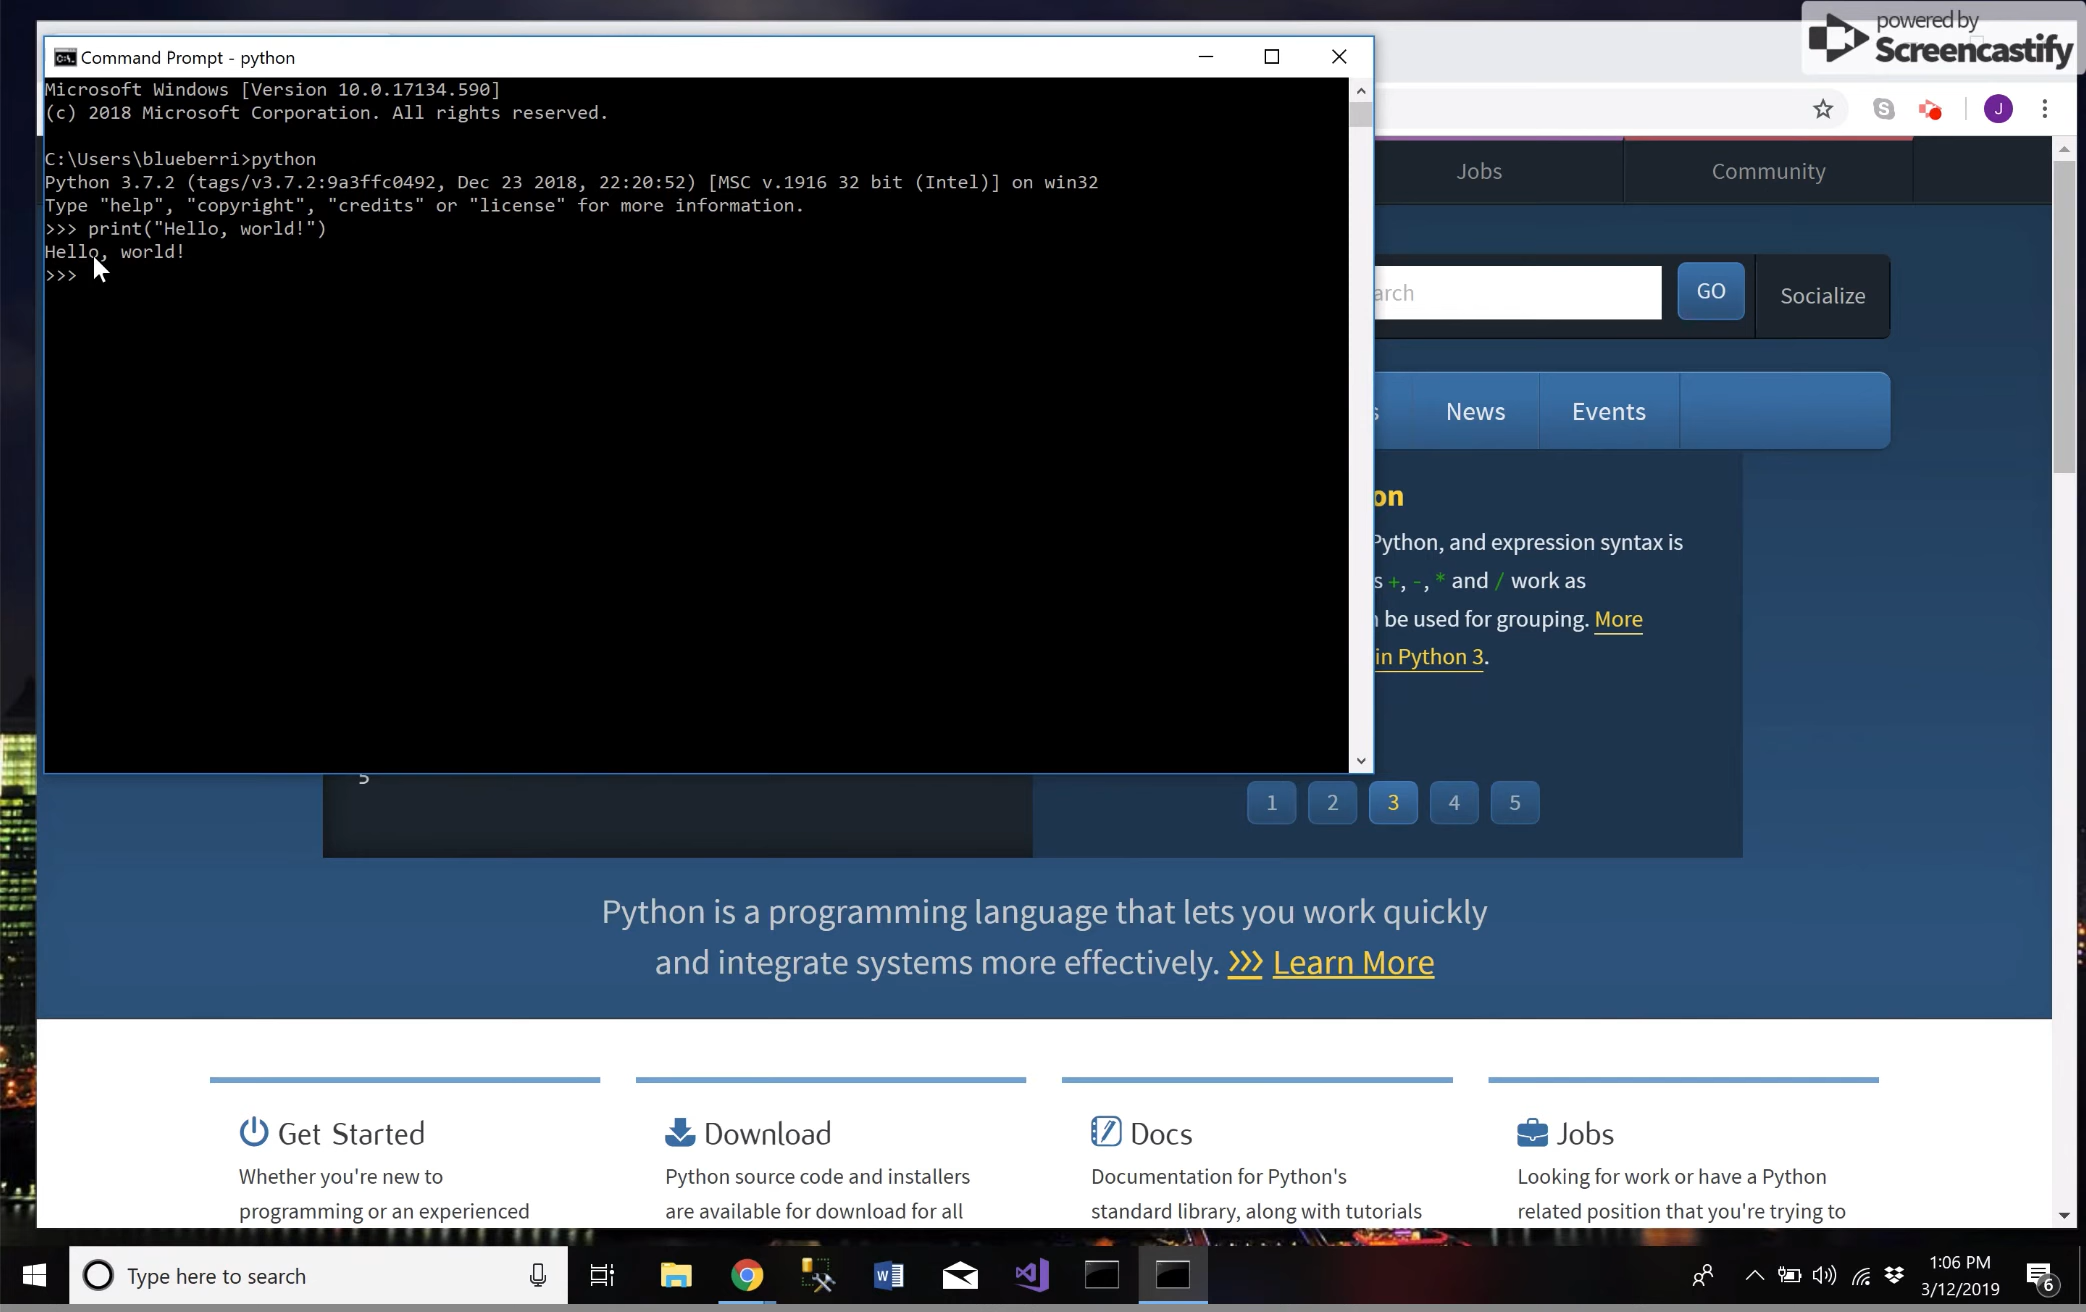 powered by
Screencastify
Command Prompt - python
Microsoft Windows [Version 10.0.17134.590]
(c) 2018 Microsoft Corporation. All rights reserved.
C:\Users\blueberri>python
Python 3.7.2 (tags/v3.7.2:9a3ffc0492, Dec 23 2018, 22:20:52) [MSC v.1916 32 bit (Intel)] on win32
Type "help", "copyright", "credits" or "license" for more information.
>>> print("Hello, world!")
Hello, world!
>>>
J
Jobs
Community
arch
GO
Socialize
s
News
Events
on
Python, and expression syntax is
s +, -, * and / work as
n be used for grouping. More
in Python 3.
5
1 2 3 4 5
Python is a programming language that lets you work quickly
and integrate systems more effectively. >>> Learn More
Get Started
Whether you're new to
programming or an experienced
Download
Python source code and installers
are available for download for all
Docs
Documentation for Python's
standard library, along with tutorials
Jobs
Looking for work or have a Python
related position that you're trying to
Type here to search
1:06 PM
3/12/2019
6